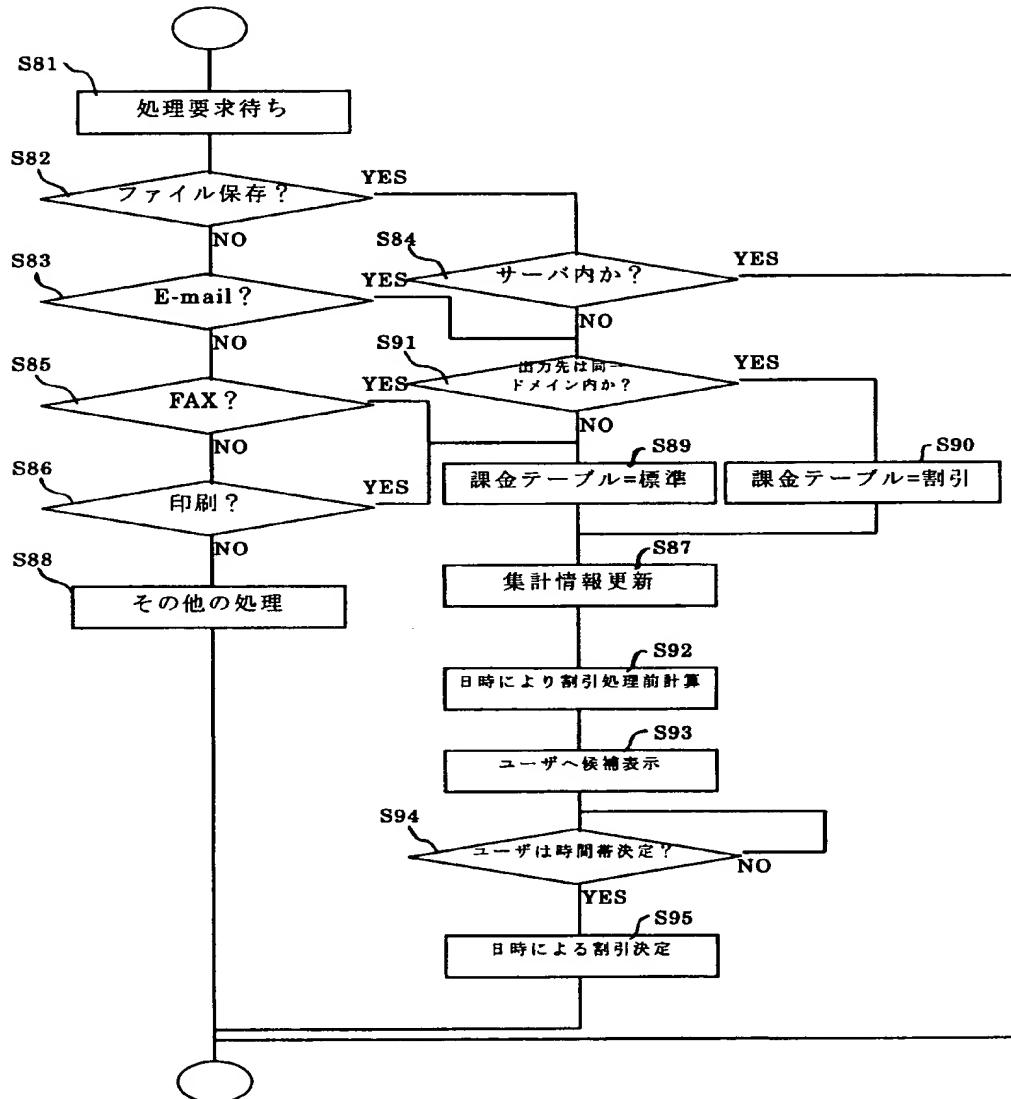 S81
処理要求待ち
S82
ファイル保存？
YES
NO
S83
E-mail？
YES
NO
S84
サーバ内か？
YES
NO
S85
FAX？
YES
NO
S91
出力先は同一
ドメイン内か？
YES
NO
S86
印刷？
YES
NO
S89
課金テーブル=標準
S90
課金テーブル=割引
S88
その他の処理
S87
集計情報更新
S92
日時により割引処理前計算
S93
ユーザへ候補表示
S94
ユーザは時間帯決定？
NO
YES
S95
日時による割引決定